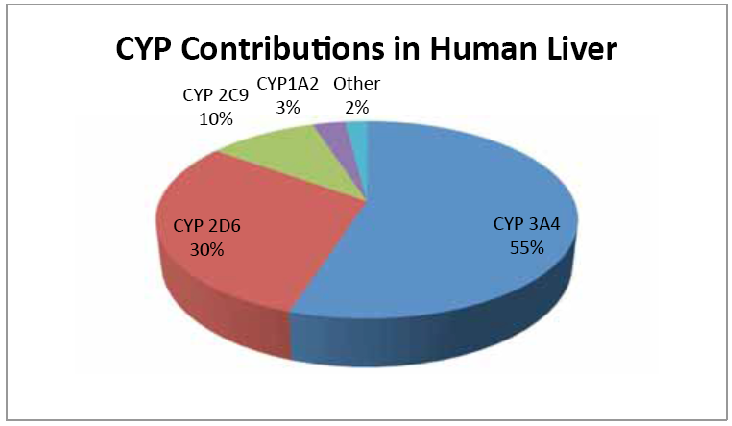 CYP Contributions in Human Liver
CYP 2C9
10%
CYP1A2
3%
Other
2%
CYP 2D6
30%
CYP 3A4
55%